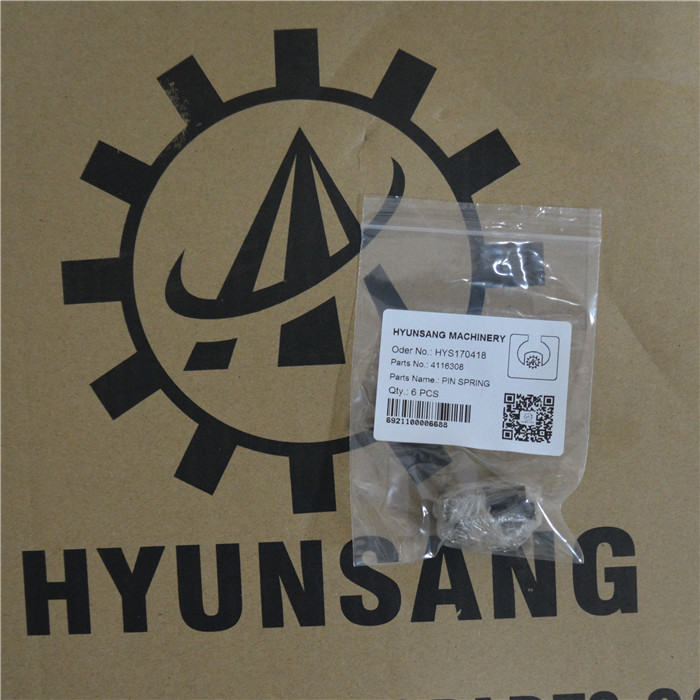 HYUNSANG MACHINERY
Oder No.: HYS170418
Parts No.: 4116308
Parts Name.: PIN SPRING
Qty.: 6 PCS
6921100006688
HYUNSANG